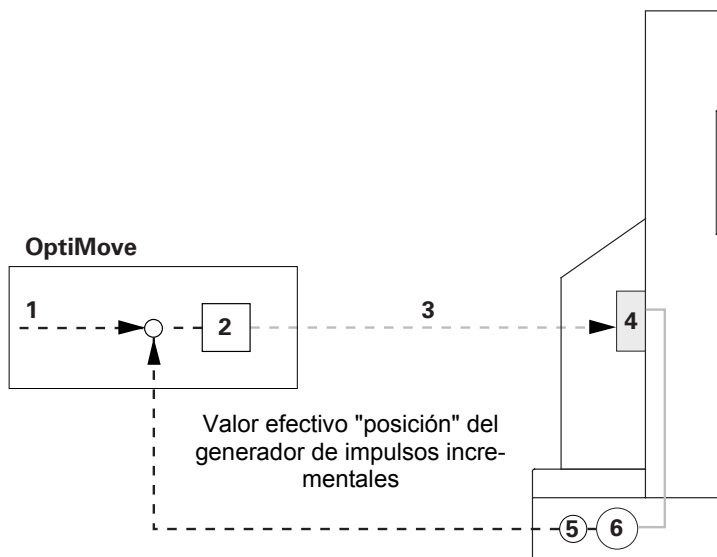 OptiMove
1
2
3
4
Valor efectivo "posición" del
generador de impulsos incre-
mentales
5
6